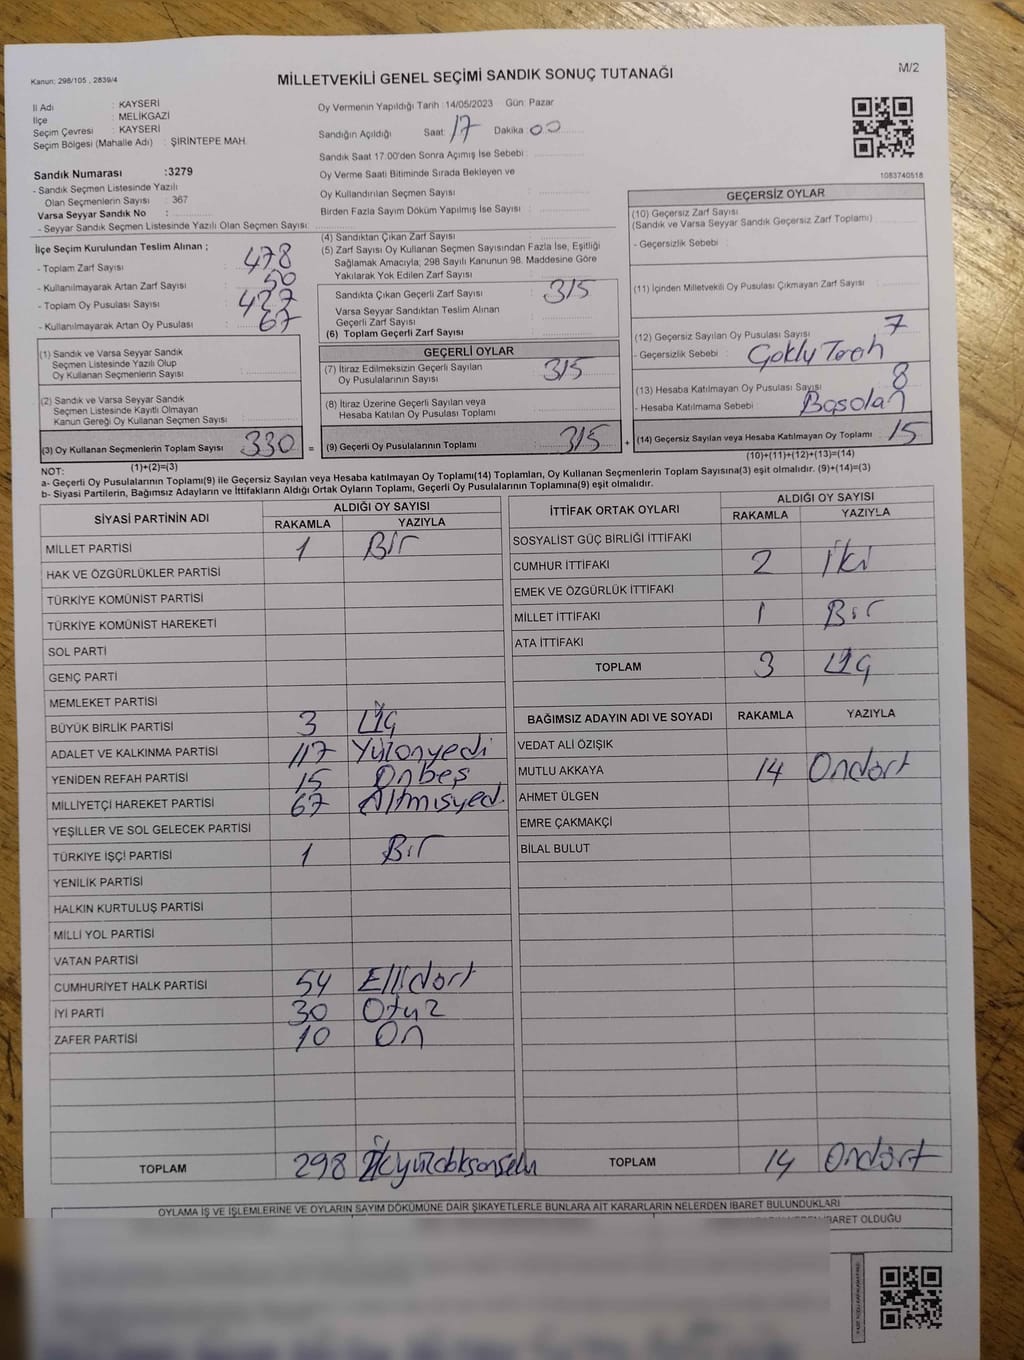 Kanun: 298/105 , 2839/4
MİLLETVEKİLİ GENEL SEÇİMİ SANDIK SONUÇ TUTANAĞI
M/2
İl Adı : KAYSERİ
İlçe : MELİKGAZİ
Seçim Çevresi : KAYSERİ
Seçim Bölgesi (Mahalle Adı) : ŞİRİNTEPE MAH.
Sandık Numarası :3279
- Sandık Seçmen Listesinde Yazılı
Olan Seçmenlerin Sayısı : 367
Varsa Seyyar Sandık No :
- Seyyar Sandık Seçmen Listesinde Yazılı Olan Seçmen Sayısı:
Oy Vermenin Yapıldığı Tarih :14/05/2023 Gün: Pazar
Sandığın Açıldığı Saat: 17 Dakika 00
Sandık Saat 17.00'den Sonra Açımış İse Sebebi :
Oy Verme Saati Bitiminde Sırada Bekleyen ve
Oy Kullandırılan Seçmen Sayısı :
Birden Fazla Sayım Döküm Yapılmış İse Sayısı :
1083740518
İlçe Seçim Kurulundan Teslim Alınan ;
- Toplam Zarf Sayısı : 478
- Kullanılmayarak Artan Zarf Sayısı : 50
- Toplam Oy Pusulası Sayısı : 427
- Kullanılmayarak Artan Oy Pusulası : 67
(1) Sandık ve Varsa Seyyar Sandık
Seçmen Listesinde Yazılı Olup
Oy Kullanan Seçmenlerin Sayısı :
(2) Sandık ve Varsa Seyyar Sandık
Seçmen Listesinde Kayıtlı Olmayan
Kanun Gereği Oy Kullanan Seçmen Sayısı :
(3) Oy Kullanan Seçmenlerin Toplam Sayısı 330 =
(1)+(2)=(3)
(4) Sandıktan Çıkan Zarf Sayısı :
(5) Zarf Sayısı Oy Kullanan Seçmen Sayısından Fazla İse, Eşitliği
Sağlamak Amacıyla, 298 Sayılı Kanunun 98. Maddesine Göre
Yakılarak Yok Edilen Zarf Sayısı :
Sandıkta Çıkan Geçerli Zarf Sayısı : 315
Varsa Seyyar Sandıktan Teslim Alınan
Geçerli Zarf Sayısı :
(6) Toplam Geçerli Zarf Sayısı :
GEÇERLİ OYLAR
(7) İtiraz Edilmeksizin Geçerli Sayılan
Oy Pusulalarının Sayısı : 315
(8) İtiraz Üzerine Geçerli Sayılan veya
Hesaba Katılan Oy Pusulası Toplamı :
(9) Geçerli Oy Pusulalarının Toplamı : 315 +
GEÇERSİZ OYLAR
(10) Geçersiz Zarf Sayısı
(Sandık ve Varsa Seyyar Sandık Geçersiz Zarf Toplamı) :
- Geçersizlik Sebebi :
(11) İçinden Milletvekili Oy Pusulası Çıkmayan Zarf Sayısı :
(12) Geçersiz Sayılan Oy Pusulası Sayısı : 7
- Geçersizlik Sebebi :
(13) Hesaba Katılmayan Oy Pusulası Sayısı : 8
- Hesaba Katılmama Sebebi : Boşolan
(14) Geçersiz Sayılan veya Hesaba Katılmayan Oy Toplamı : 15
(10)+(11)+(12)+(13)=(14)
NOT:
a- Geçerli Oy Pusulalarının Toplamı(9) ile Geçersiz Sayılan veya Hesaba katılmayan Oy Toplamı(14) Toplamları, Oy Kullanan Seçmenlerin Toplam Sayısına(3) eşit olmalıdır. (9)+(14)=(3)
b- Siyasi Partilerin, Bağımsız Adayların ve İttifakların Aldığı Ortak Oyların Toplamı, Geçerli Oy Pusulalarının Toplamına(9) eşit olmalıdır.
SİYASİ PARTİNİN ADI ALDIĞI OY SAYISI
RAKAMLA YAZIYLA
MİLLET PARTİSİ 1 Bir
HAK VE ÖZGÜRLÜKLER PARTİSİ
TÜRKİYE KOMÜNİST PARTİSİ
TÜRKİYE KOMÜNİST HAREKETİ
SOL PARTİ
GENÇ PARTİ
MEMLEKET PARTİSİ
BÜYÜK BİRLİK PARTİSİ 3 Üç
ADALET VE KALKINMA PARTİSİ 117 Yüzonyedi
YENİDEN REFAH PARTİSİ 15 Onbeş
MİLLİYETÇİ HAREKET PARTİSİ 67 Altmışyed.
YEŞİLLER VE SOL GELECEK PARTİSİ
TÜRKİYE İŞÇİ PARTİSİ 1 Bir
YENİLİK PARTİSİ
HALKIN KURTULUŞ PARTİSİ
MİLLİ YOL PARTİSİ
VATAN PARTİSİ
CUMHURİYET HALK PARTİSİ 54 Ellidört
İYİ PARTİ 30 Otuz
ZAFER PARTİSİ 10 On
TOPLAM 298 İkiyüzdoksansekiz
İTTİFAK ORTAK OYLARI ALDIĞI OY SAYISI
RAKAMLA YAZIYLA
SOSYALİST GÜÇ BİRLİĞİ İTTİFAKI
CUMHUR İTTİFAKI 2 İki
EMEK VE ÖZGÜRLÜK İTTİFAKI
MİLLET İTTİFAKI 1 Bir
ATA İTTİFAKI
TOPLAM 3 Üç
BAĞIMSIZ ADAYIN ADI VE SOYADI RAKAMLA YAZIYLA
VEDAT ALİ ÖZIŞIK
MUTLU AKKAYA 14 Ondört
AHMET ÜLGEN
EMRE ÇAKMAKÇİ
BİLAL BULUT
TOPLAM 14 Ondört
OYLAMA İŞ VE İŞLEMLERİNE VE OYLARIN SAYIM DÖKÜMÜNE DAİR ŞİKAYETLERLE BUNLARA AİT KARARLARIN NELERDEN İBARET BULUNDUKLARI
İBARET OLDUĞU